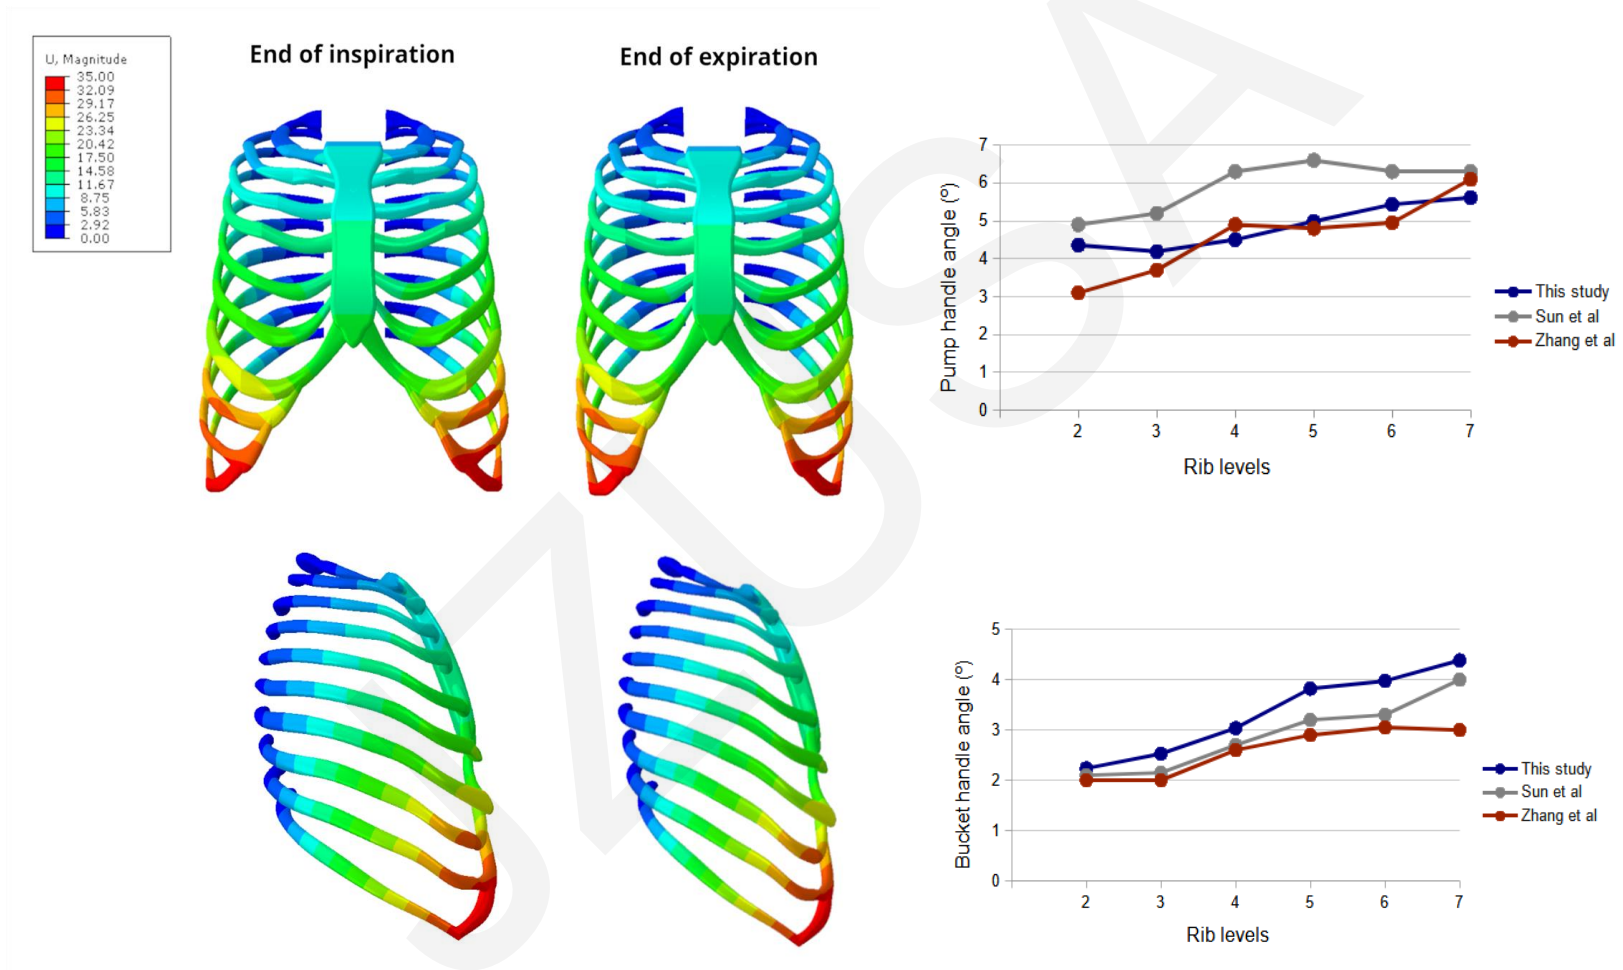 U, Magnitude
35.00
32.09
29.17
26.25
23.34
20.42
17.50
14.58
11.67
8.75
5.83
2.92
0.00
End of inspiration
End of expiration
Pump handle angle (º)
7
6
5
4
3
2
1
0
2 3 4 5 6 7
Rib levels
This study
Sun et al
Zhang et al
Bucket handle angle (º)
5
4
3
2
1
0
2 3 4 5 6 7
Rib levels
This study
Sun et al
Zhang et al
JZUSA